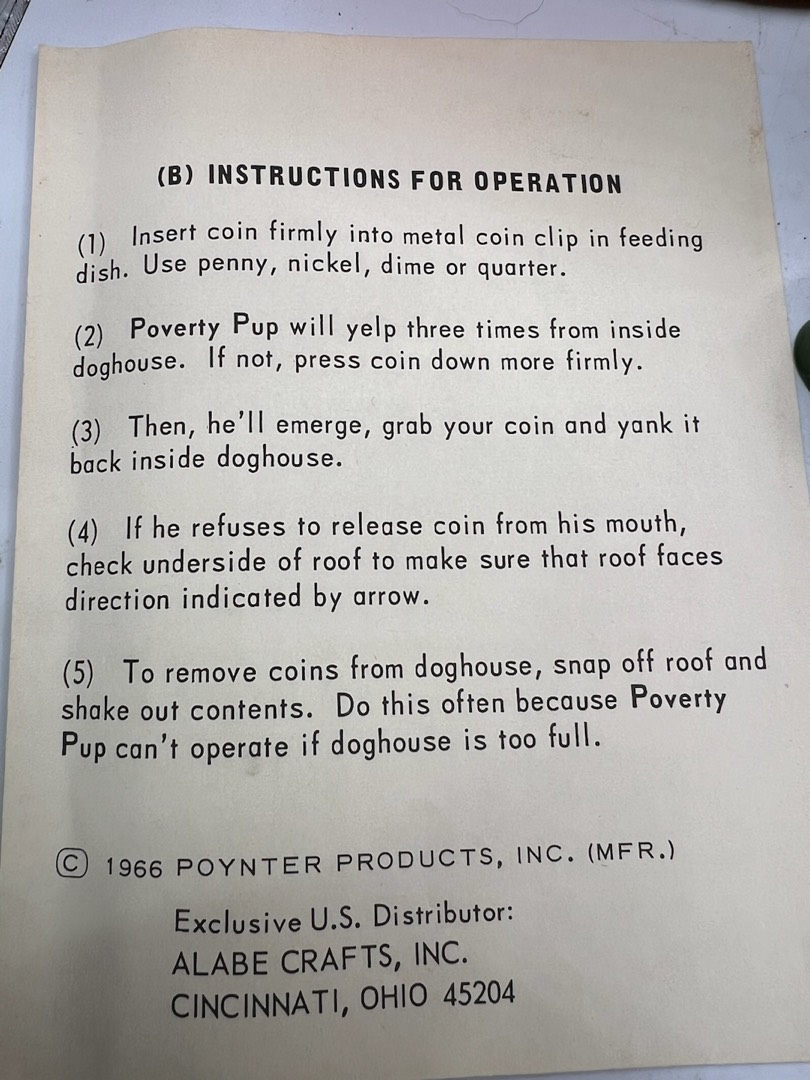 (B) INSTRUCTIONS FOR OPERATION
(1) Insert coin firmly into metal coin clip in feeding
dish. Use penny, nickel, dime or quarter.
(2) Poverty Pup will yelp three times from inside
doghouse. If not, press coin down more firmly.
(3) Then, he'll emerge, grab your coin and yank it
back inside doghouse.
(4) If he refuses to release coin from his mouth,
check underside of roof to make sure that roof faces
direction indicated by arrow.
(5) To remove coins from doghouse, snap off roof and
shake out contents. Do this often because Poverty
Pup can't operate if doghouse is too full.
© 1966 POYNTER PRODUCTS, INC. (MFR.)
Exclusive U.S. Distributor:
ALABE CRAFTS, INC.
CINCINNATI, OHIO 45204